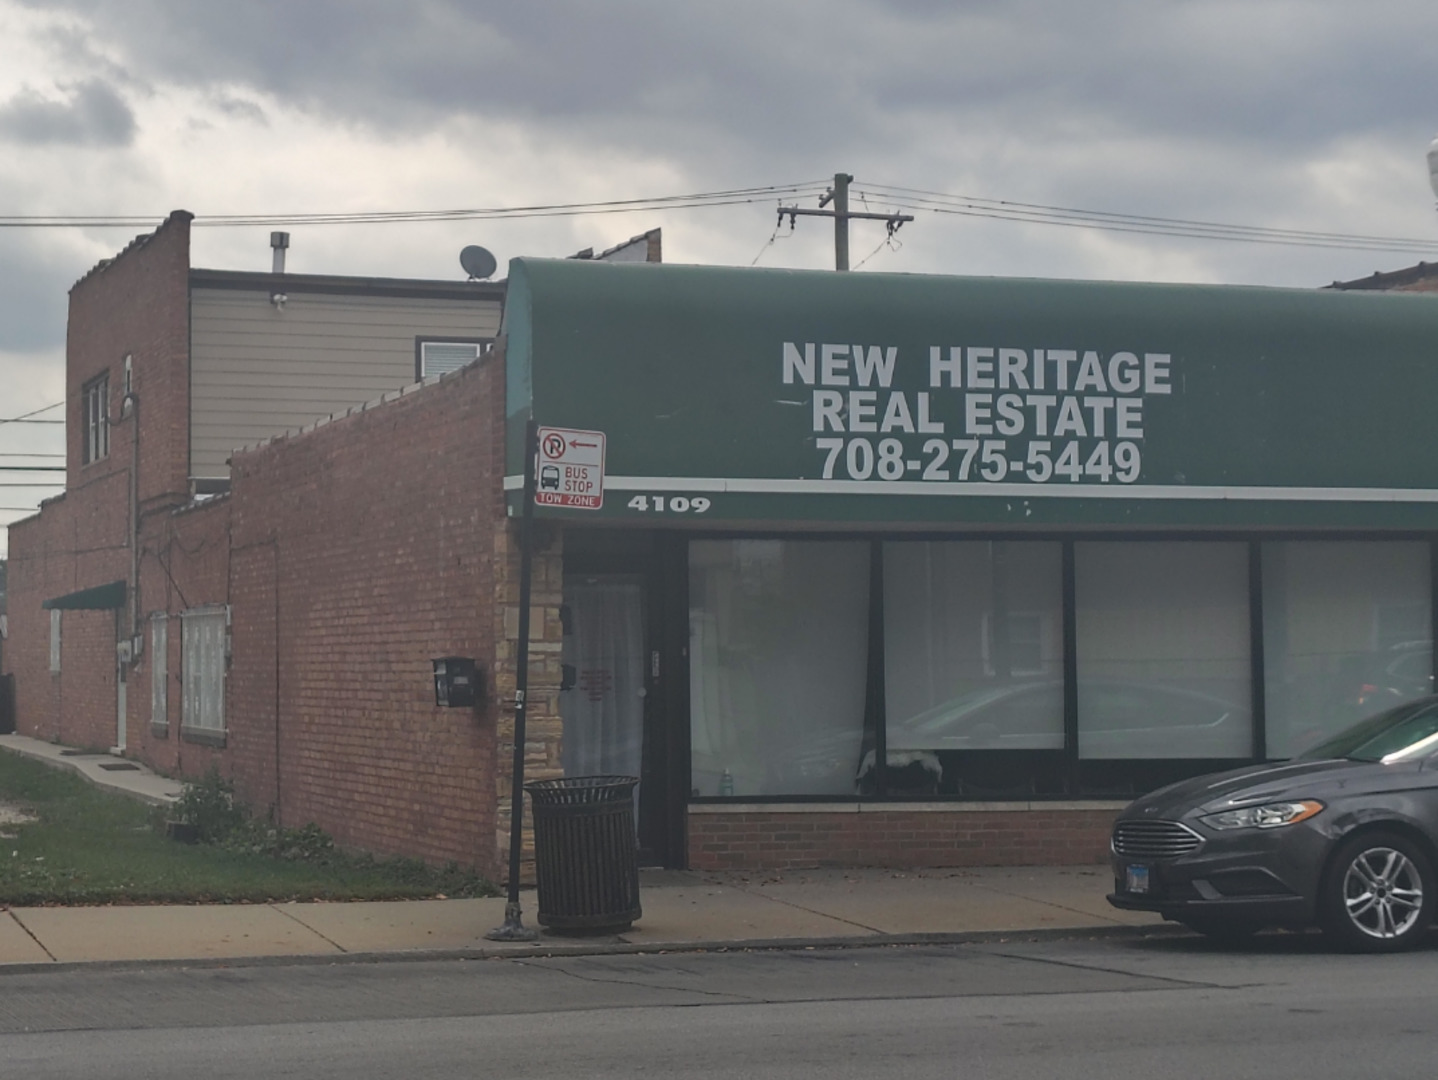 NEW HERITAGE
REAL ESTATE
708-275-5449
4109
BUS
STOP
TOW ZONE